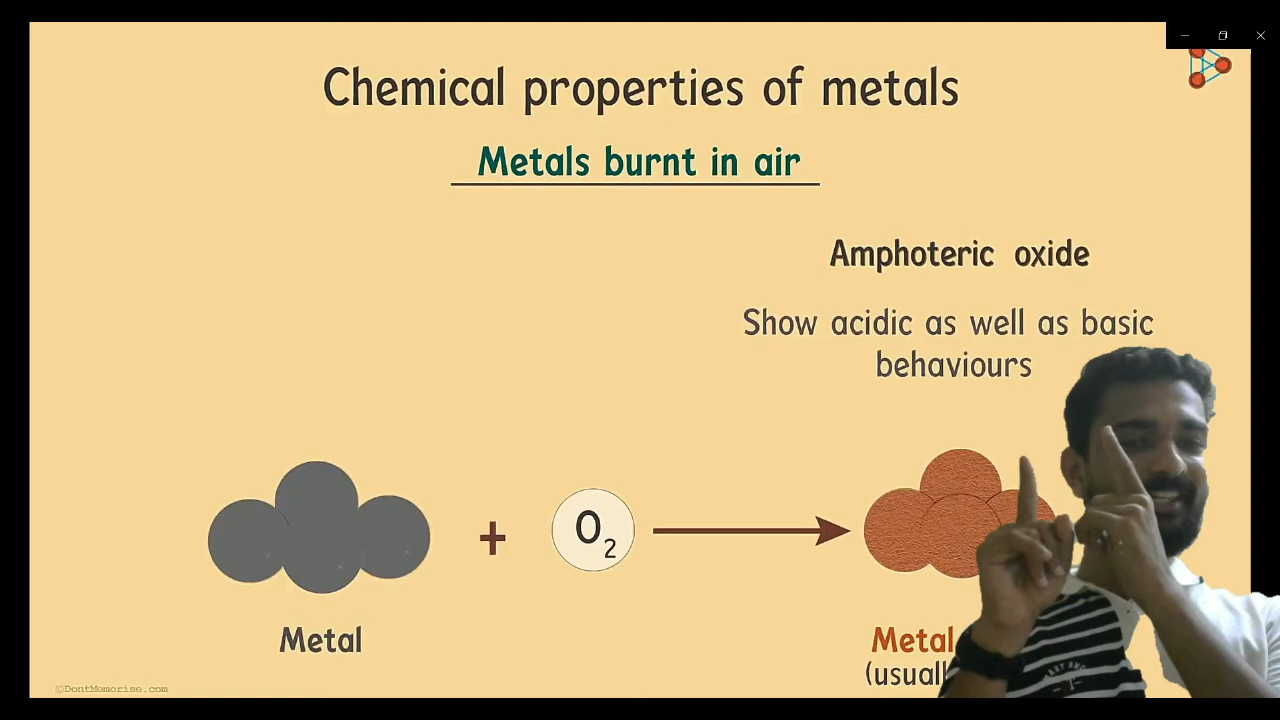 Chemical properties of metals
Metals burnt in air
Amphoteric oxide
Show acidic as well as basic
behaviours
+ O2
Metal
Metal
(usuall
©DontMemorise.com